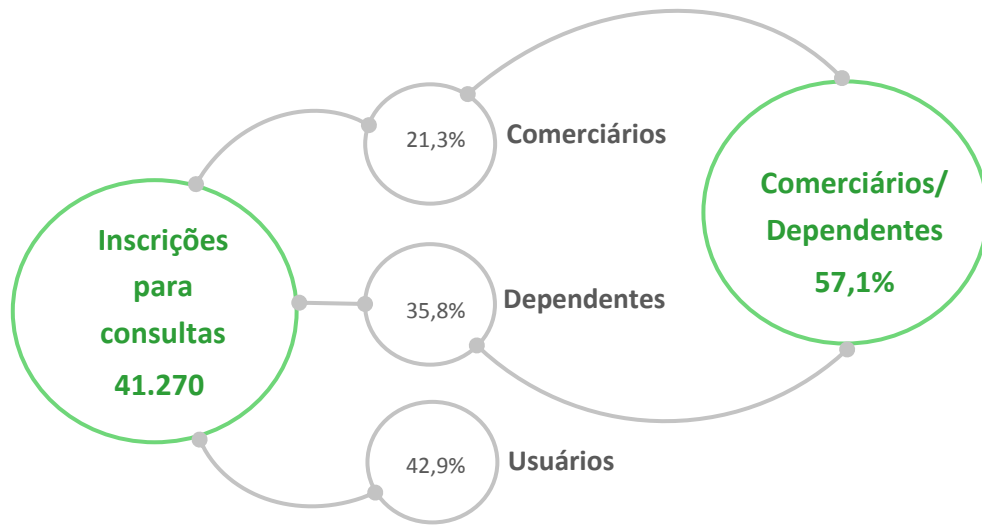 Inscrições
para
consultas
41.270
21,3%
Comerciários
35,8%
Dependentes
42,9%
Usuários
Comerciários/
Dependentes
57,1%